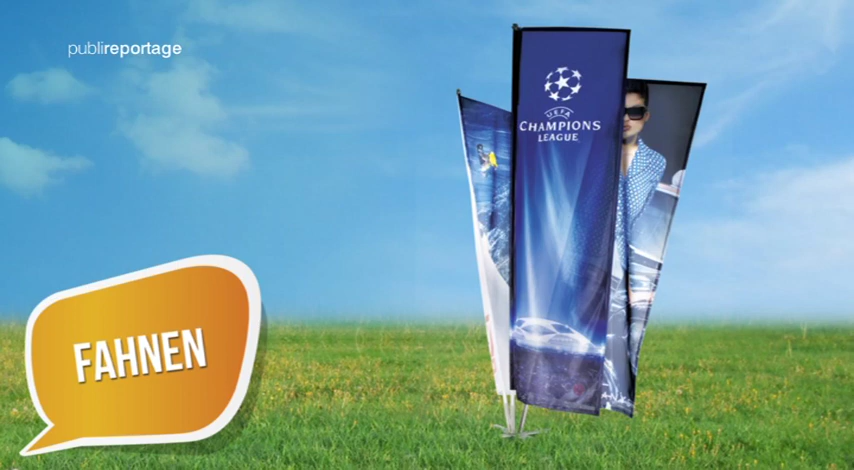 publireportage
UEFA
CHAMPIONS
LEAGUE
FAHNEN